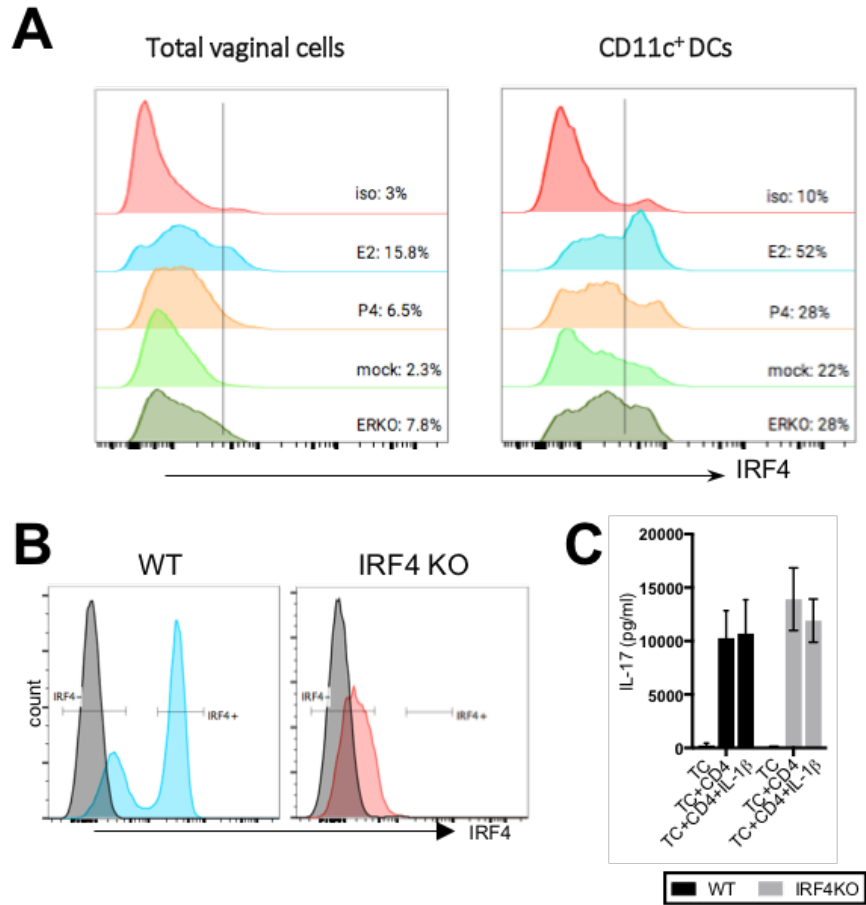 A
Total vaginal cells
CD11c⁺ DCs
iso: 3%
E2: 15.8%
P4: 6.5%
mock: 2.3%
ERKO: 7.8%
iso: 10%
E2: 52%
P4: 28%
mock: 22%
ERKO: 28%
IRF4
B
WT
IRF4 KO
count
IRF4-
IRF4+
IRF4-
IRF4+
IRF4
C
IL-17 (pg/ml)
20000
15000
10000
5000
0
TC
TC+CD4
TC+CD4+IL-1β
TC
TC+CD4
TC+CD4+IL-1β
WT
IRF4KO